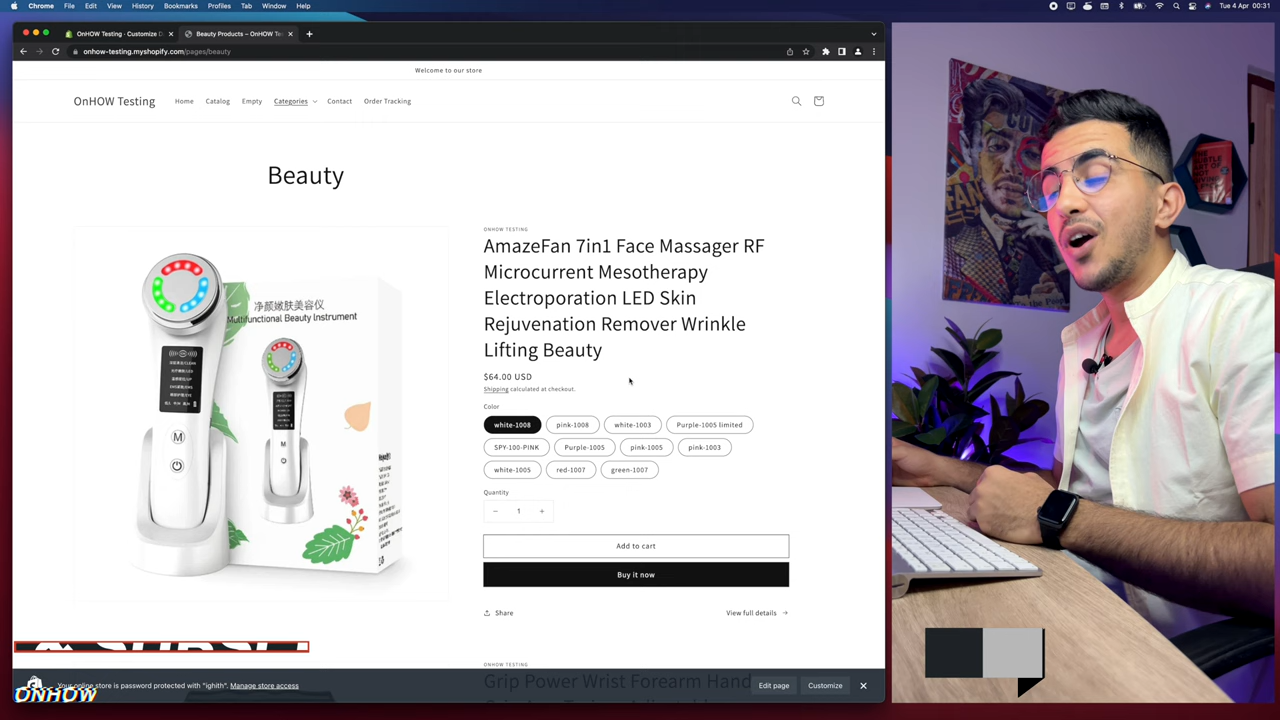 Chrome File Edit View History Bookmarks Profiles Tab Window Help
Tue 4 Apr 00:31
OnHOW Testing · Customize D
Beauty Products – OnHOW Te
onhow-testing.myshopify.com/pages/beauty
Welcome to our store
OnHOW Testing
Home Catalog Empty Categories Contact Order Tracking
Beauty
净颜嫩肤美容仪
Multifunctional Beauty Instrument
M
M
ONHOW TESTING
AmazeFan 7in1 Face Massager RF
Microcurrent Mesotherapy
Electroporation LED Skin
Rejuvenation Remover Wrinkle
Lifting Beauty
$64.00 USD
Shipping calculated at checkout.
Color
white-1008 pink-1008 white-1003 Purple-1005 limited
SPY-100-PINK Purple-1005 pink-1005 pink-1003
white-1005 red-1007 green-1007
Quantity
− 1 +
Add to cart
Buy it now
Share
View full details →
ONHOW TESTING
Grip Power Wrist Forearm Hand
Your online store is password protected with "ighith". Manage store access
Edit page Customize
ONHOW
THE
SUBTLE
ART OF